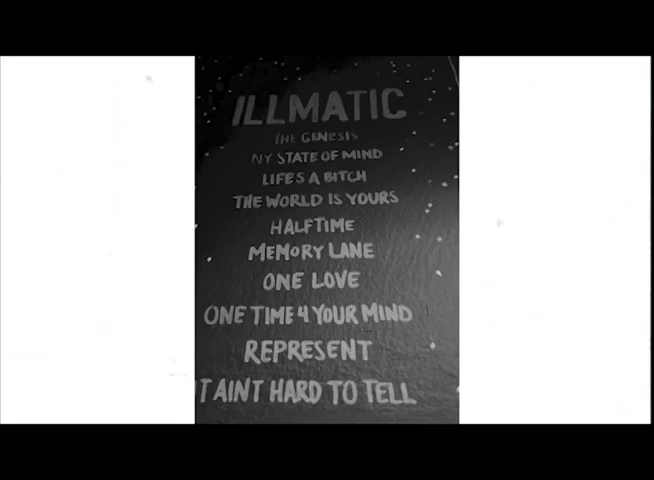 ILLMATIC
THE GENESIS
NY STATE OF MIND
LIFES A BITCH
THE WORLD IS YOURS
HALFTIME
MEMORY LANE
ONE LOVE
ONE TIME 4 YOUR MIND
REPRESENT
IT AINT HARD TO TELL